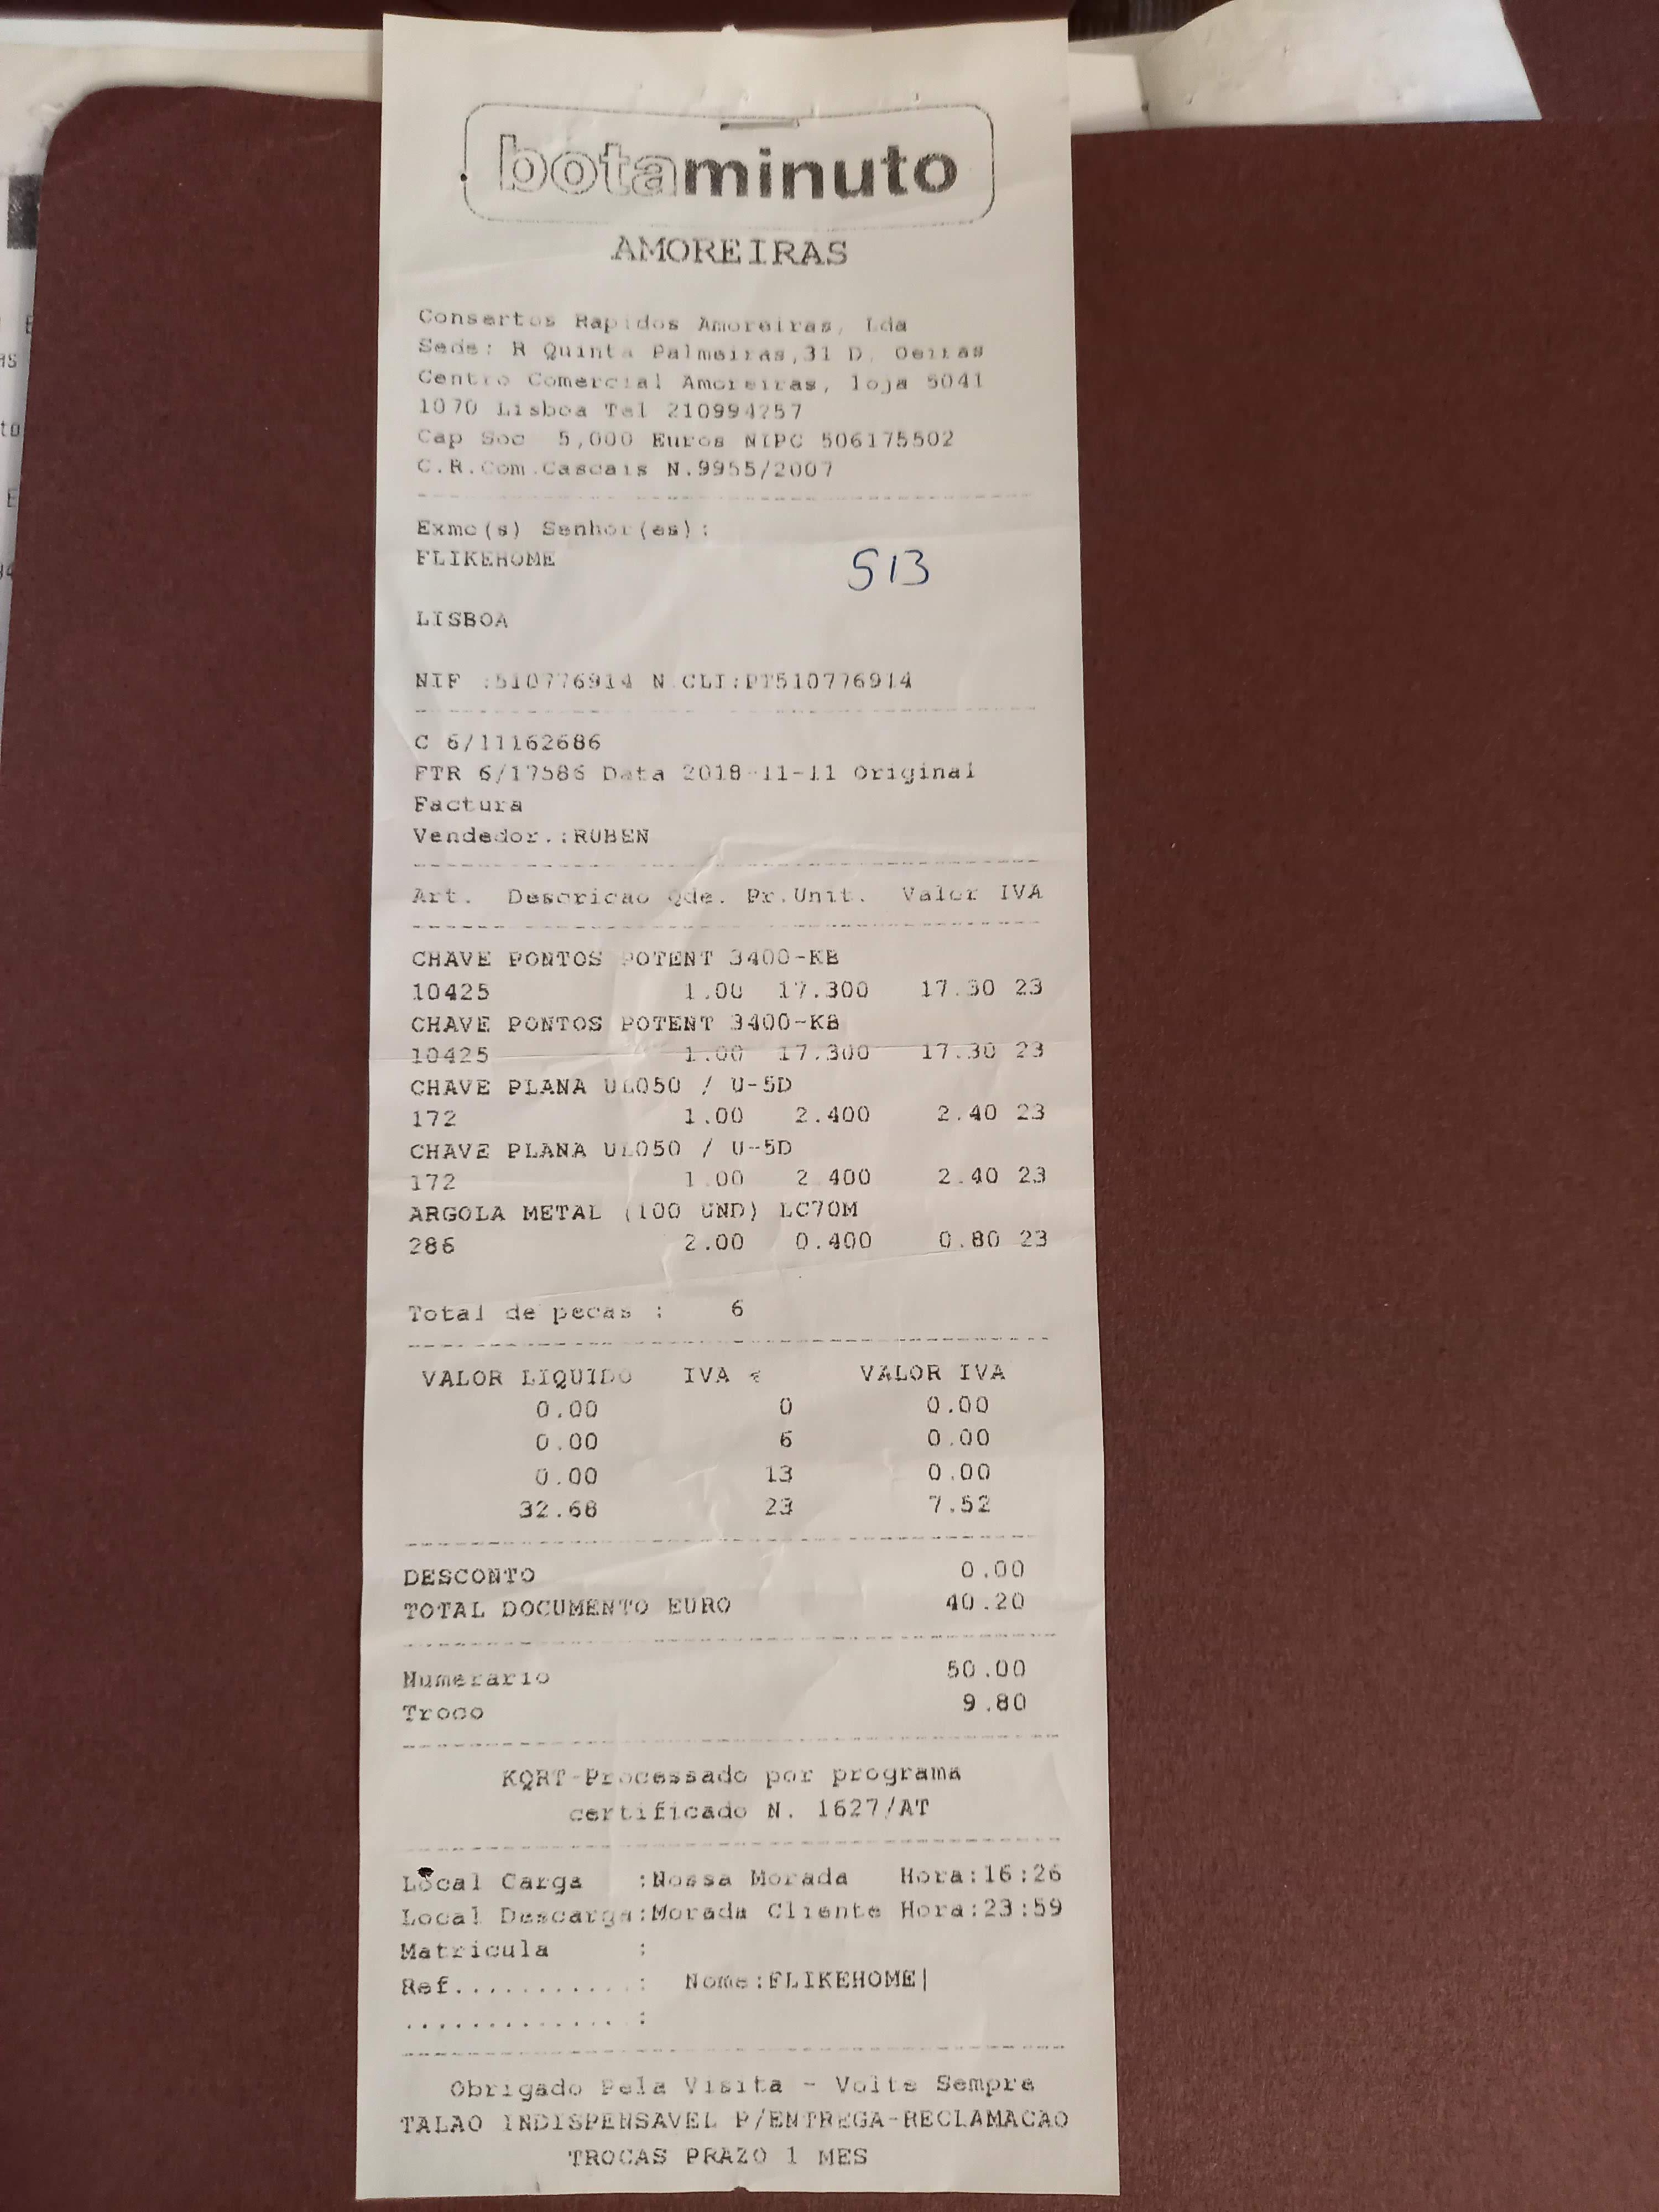 botaminuto
AMOREIRAS
Consertos Rapidos Amoreiras, Lda
Sede: R Quinta Palmeiras,31 D. Oeiras
Centro Comercial Amoreiras, loja 5041
1070 Lisboa Tel 210994257
Cap Soc 5,000 Euros NIPC 506175502
C.R.Com.Cascais N.9955/2007
Exmo(s) Senhor(es):
FLIKEHOME
513
LISBOA
NIF :510776914 N.CLI:PT510776914
C 6/11162686
FTR 6/17586 Data 2018-11-11 Original
Factura
Vendedor.:RUBEN
Art. Descricao Qde. Pr.Unit. Valor IVA
CHAVE PONTOS POTENT 3400-KB
10425 1.00 17.300 17.30 23
CHAVE PONTOS POTENT 3400-KB
10425 1.00 17.300 17.30 23
CHAVE PLANA UL050 / U-5D
172 1.00 2.400 2.40 23
CHAVE PLANA UL050 / U-5D
172 1.00 2.400 2.40 23
ARGOLA METAL (100 UND) LC70M
286 2.00 0.400 0.80 23
Total de pecas : 6
VALOR LIQUIDO IVA % VALOR IVA
0.00 0 0.00
0.00 6 0.00
0.00 13 0.00
32.68 23 7.52
DESCONTO 0.00
TOTAL DOCUMENTO EURO 40.20
Numerario 50.00
Troco 9.80
KQRT-Processado por programa
certificado N. 1627/AT
Local Carga :Nossa Morada Hora:16:26
Local Descarga:Morada Cliente Hora:23:59
Matricula :
Ref...........: Nome:FLIKEHOME|
..............:
Obrigado Pela Visita - Volte Sempre
TALAO INDISPENSAVEL P/ENTREGA-RECLAMACAO
TROCAS PRAZO 1 MES